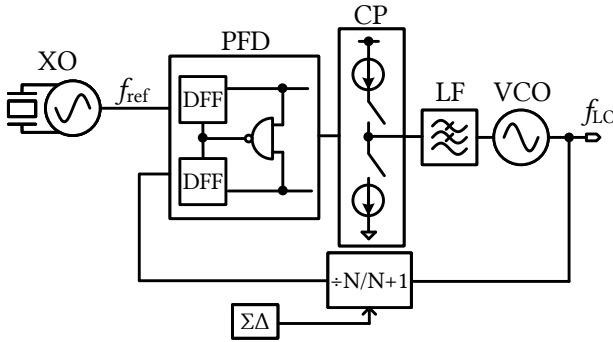 CP
PFD
XO
LF
VCO
f_ref
f_LO
DFF
DFF
÷N/N+1
ΣΔ